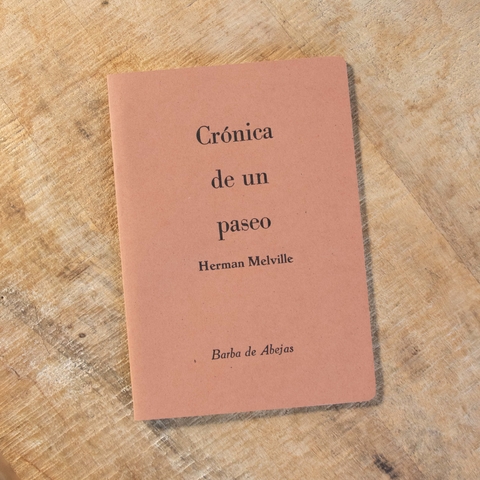 Crónica
de un
paseo
Herman Melville
Barba de Abejas